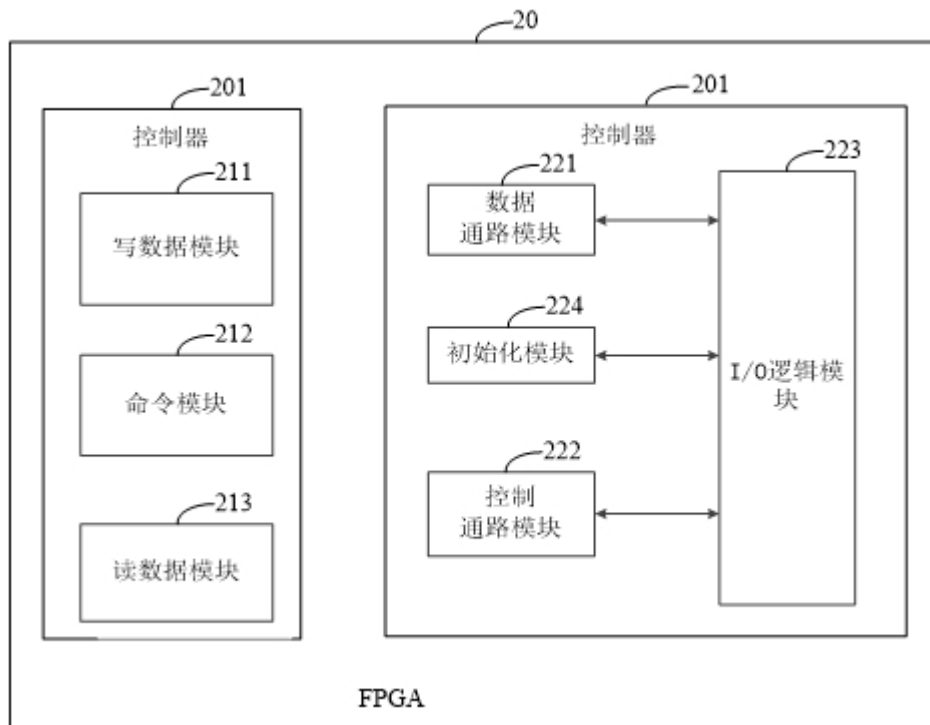 20
201
控制器
211
写数据模块
212
命令模块
213
读数据模块
201
控制器
221
数据
通路模块
224
初始化模块
222
控制
通路模块
223
I/O逻辑模
块
FPGA